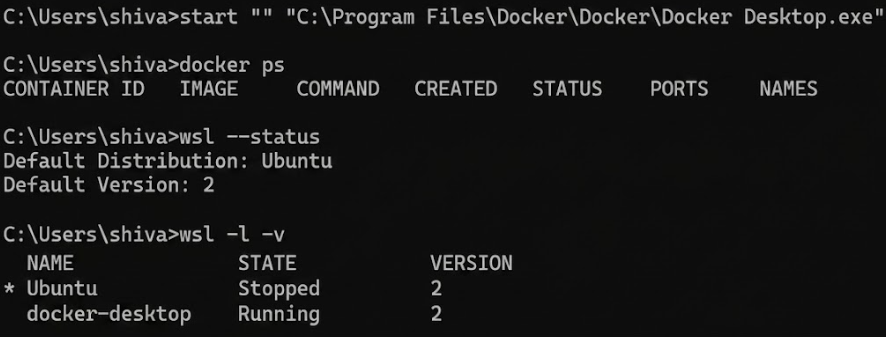 C:\Users\shiva>start "" "C:\Program Files\Docker\Docker\Docker Desktop.exe"
C:\Users\shiva>docker ps
CONTAINER ID   IMAGE     COMMAND   CREATED   STATUS    PORTS     NAMES
C:\Users\shiva>wsl --status
Default Distribution: Ubuntu
Default Version: 2
C:\Users\shiva>wsl -l -v
  NAME              STATE           VERSION
* Ubuntu            Stopped         2
  docker-desktop    Running         2